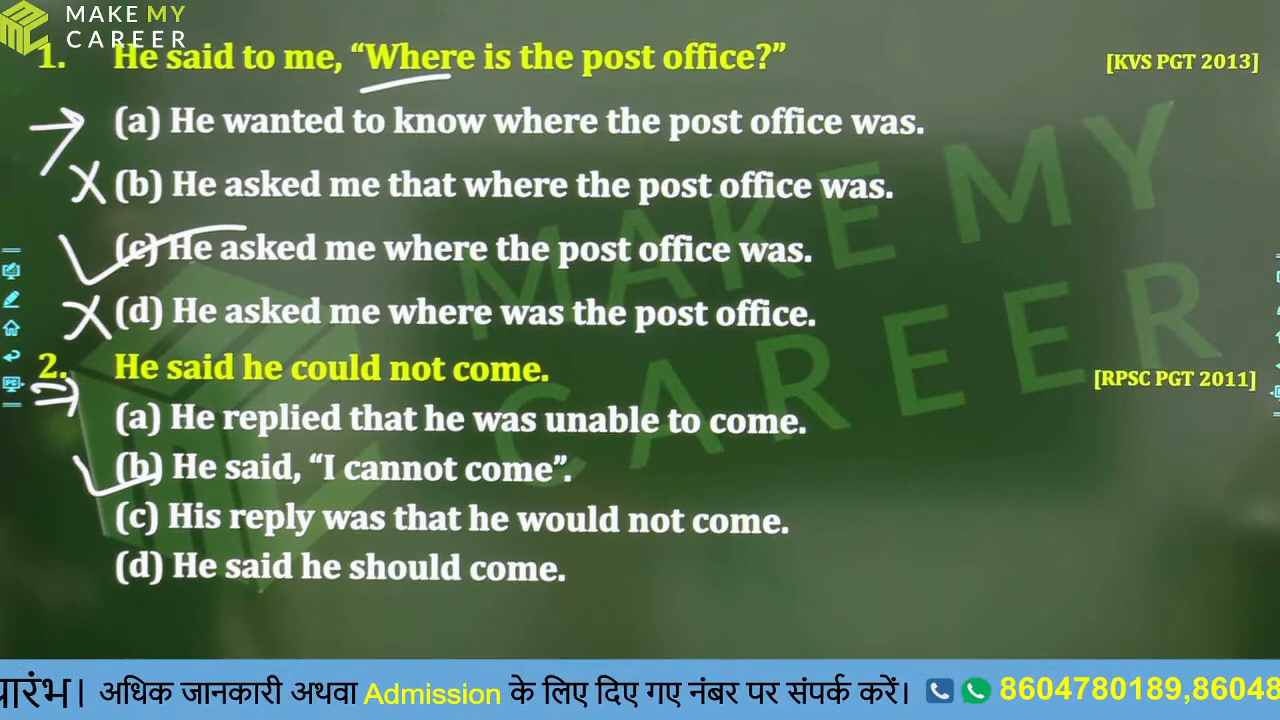 MAKE MY
CAREER
1. He said to me, “Where is the post office?” [KVS PGT 2013]
(a) He wanted to know where the post office was.
(b) He asked me that where the post office was.
(c) He asked me where the post office was.
(d) He asked me where was the post office.
2. He said he could not come. [RPSC PGT 2011]
(a) He replied that he was unable to come.
(b) He said, “I cannot come”.
(c) His reply was that he would not come.
(d) He said he should come.
MAKE MY
CAREER
अधिक जानकारी अथवा Admission के लिए दिए गए नंबर पर संपर्क करें। 8604780189,86048